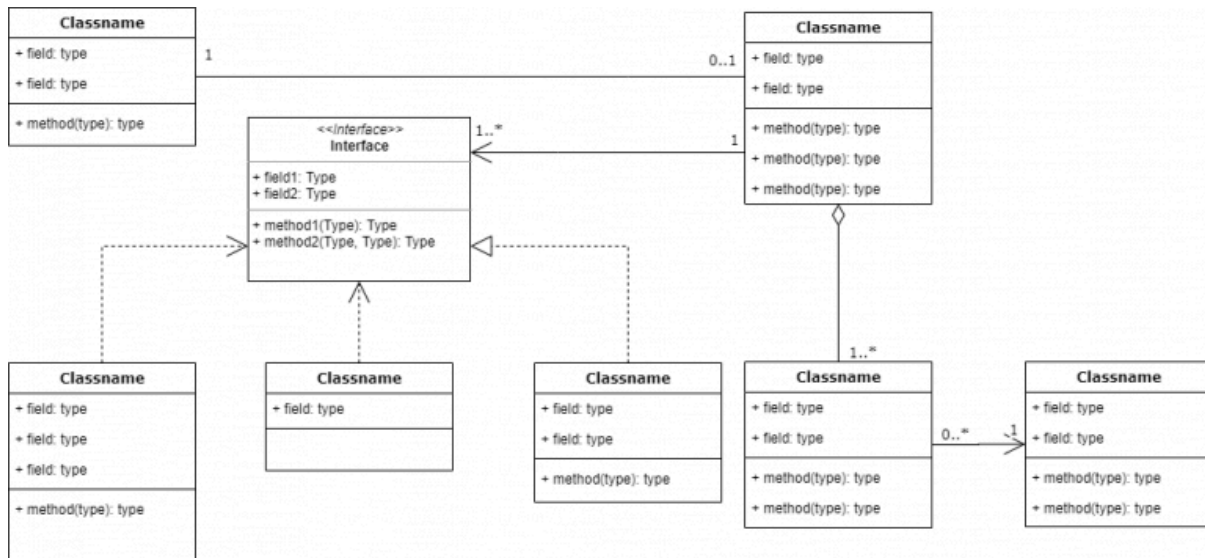 Classname
+ field: type
+ field: type
+ method(type): type
1
0..1
Classname
+ field: type
+ field: type
+ method(type): type
+ method(type): type
+ method(type): type
<<Interface>>
Interface
+ field1: Type
+ field2: Type
+ method1(Type): Type
+ method2(Type, Type): Type
1..*
1
1..*
Classname
+ field: type
+ field: type
+ field: type
+ method(type): type
Classname
+ field: type
Classname
+ field: type
+ field: type
+ method(type): type
Classname
+ field: type
+ field: type
+ method(type): type
+ method(type): type
0..*
1
Classname
+ field: type
+ field: type
+ method(type): type
+ method(type): type